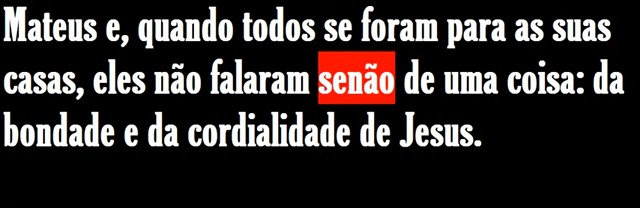 Mateus e, quando todos se foram para as suas
casas, eles não falaram senão de uma coisa: da
bondade e da cordialidade de Jesus.